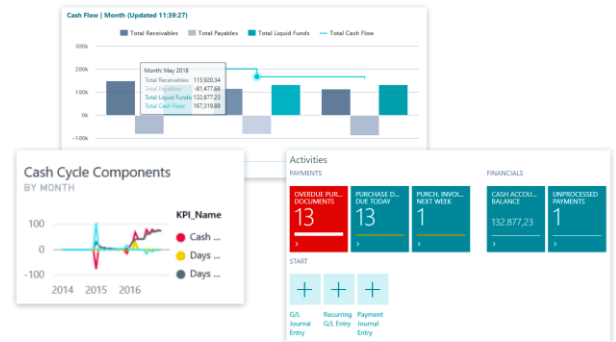 Cash Flow | Month (Updated 11:39:27)
Total Receivables Total Payables Total Liquid Funds Total Cash Flow
300k
200k
100k
0k
-100k
Month: May 2018
Total Receivables: 115,920.34
Total Payables: -81,477.68
Total Liquid Funds: 132,877.23
Total Cash Flow: 167,319.89
Cash Cycle Components
BY MONTH
100
0
-100
2014 2015 2016
KPI_Name
Cash ...
Days ...
Days ...
Activities
PAYMENTS FINANCIALS
OVERDUE PUR... DOCUMENTS
13
PURCHASE D... DUE TODAY
13
PURCH. INVOI... NEXT WEEK
1
CASH ACCOU... BALANCE
132.877,23
UNPROCESSED PAYMENTS
1
START
G/L Journal Entry
Recurring G/L Entry
Payment Journal Entry